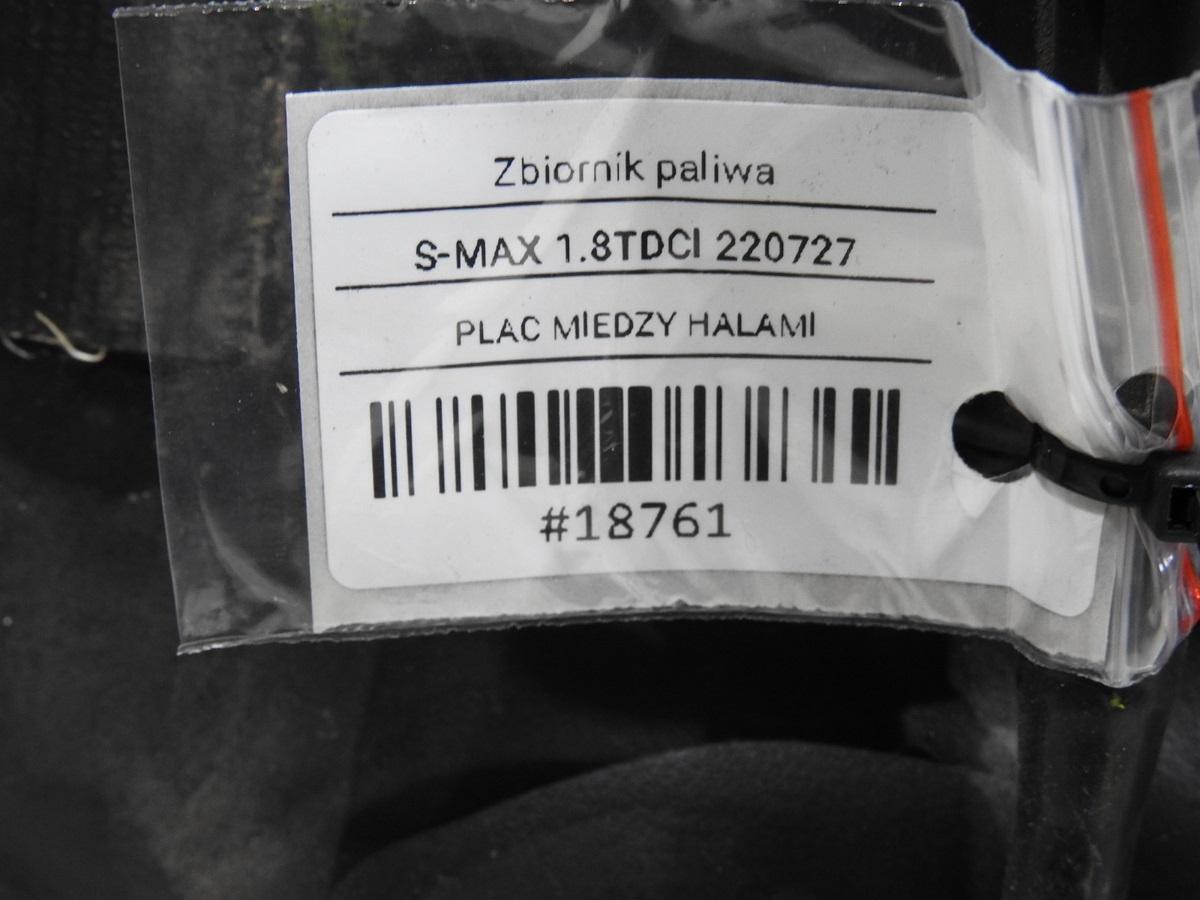 Zbiornik paliwa
S-MAX 1.8TDCI 220727
PLAC MIEDZY HALAMI
#18761